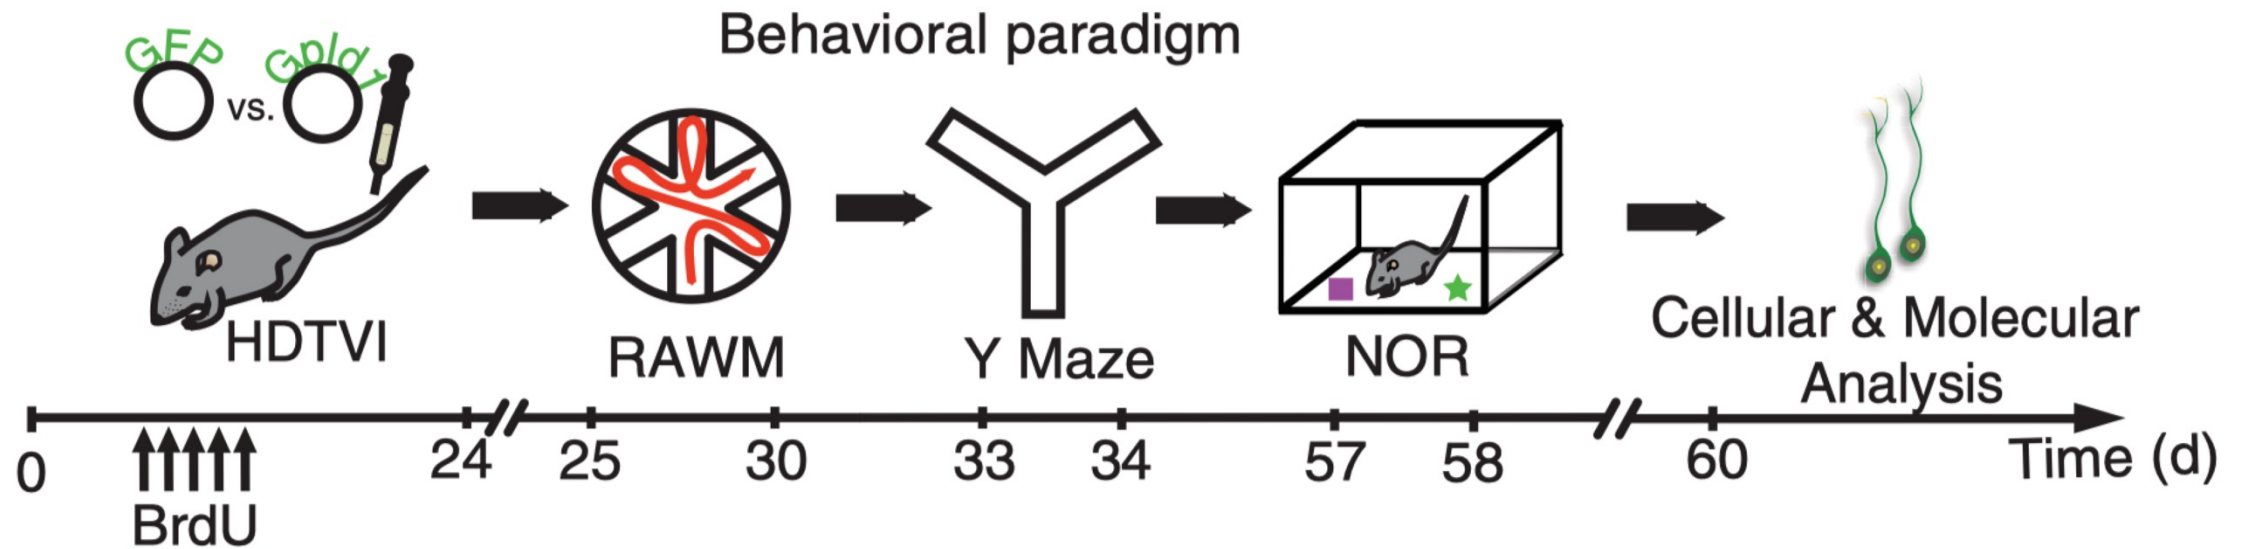 Behavioral paradigm
GFP vs. Gpld1
HDTVI
RAWM
Y Maze
NOR
Cellular & Molecular
Analysis
0 24 25 30 33 34 57 58 60 Time (d)
BrdU